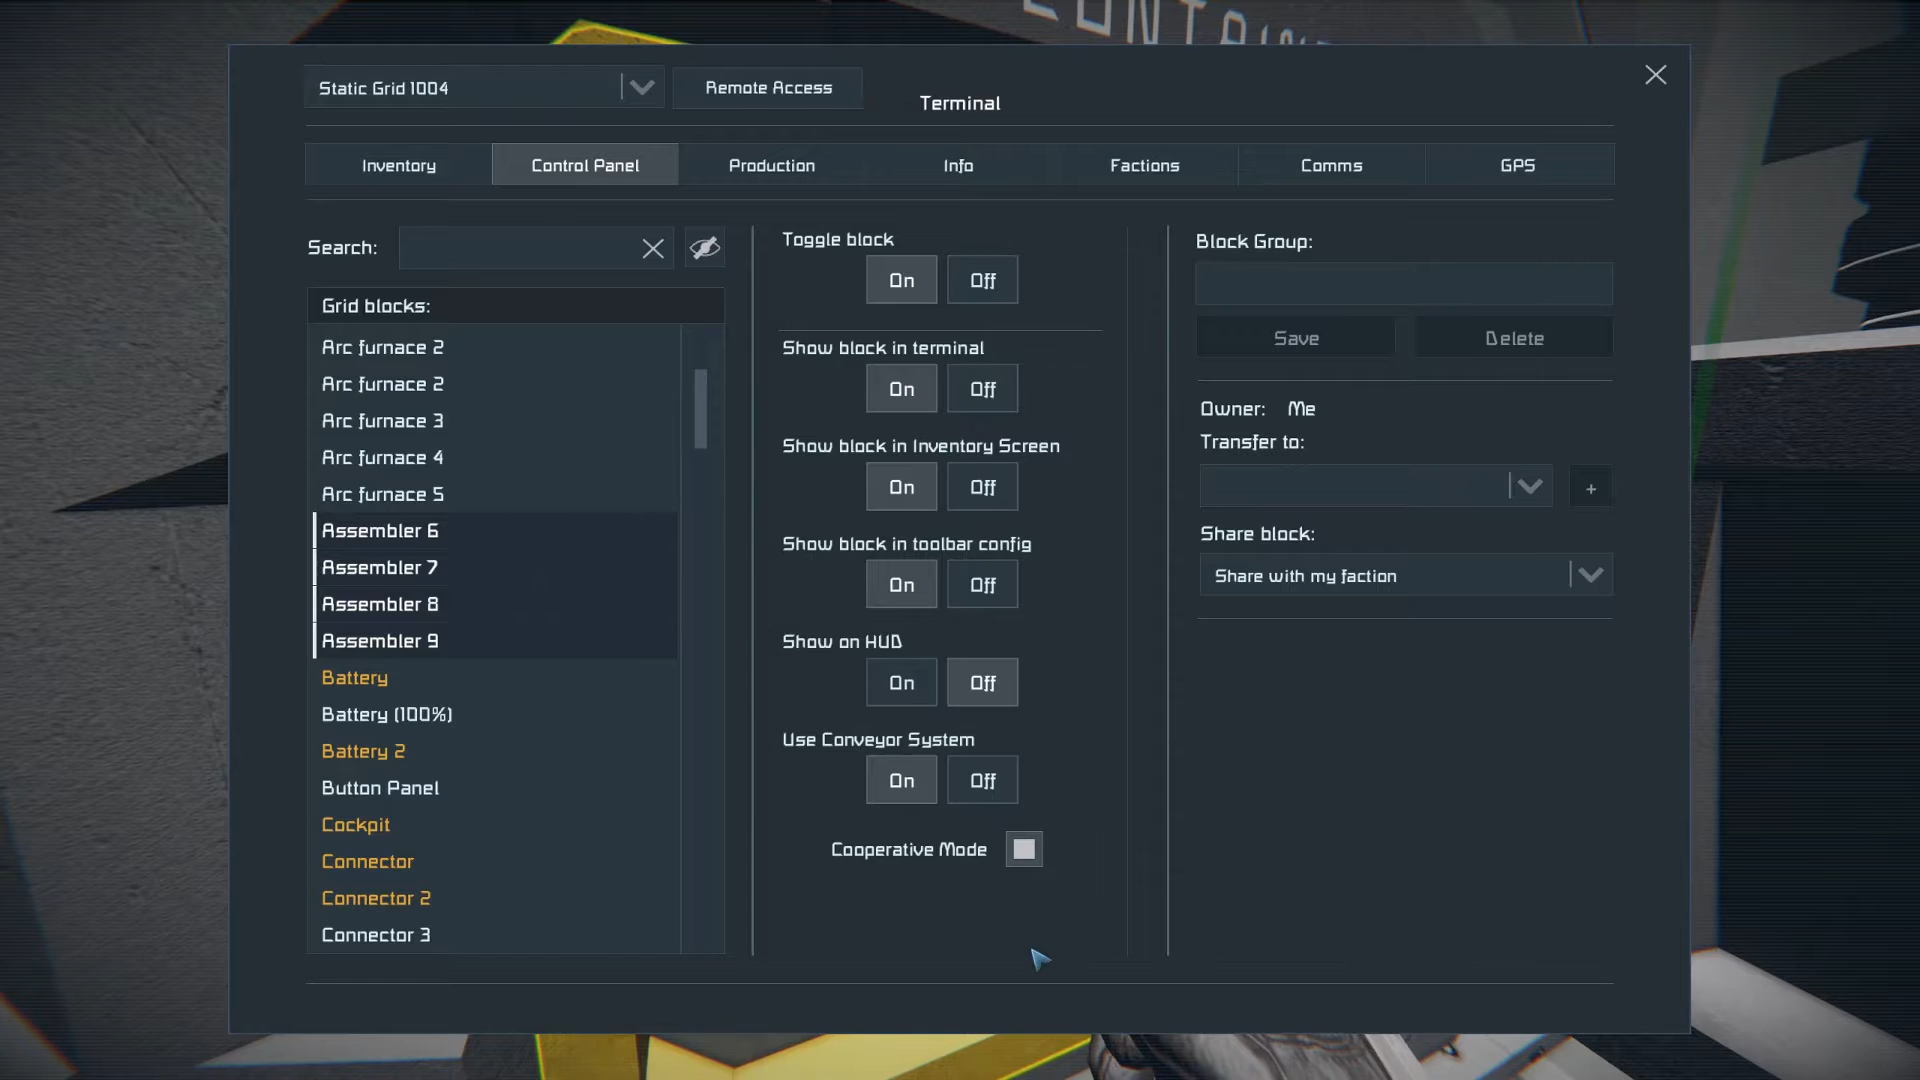 CONTAIN
Static Grid 1004
Remote Access
Terminal
Inventory
Control Panel
Production
Info
Factions
Comms
GPS
Search:
Grid blocks:
Arc furnace 2
Arc furnace 2
Arc furnace 3
Arc furnace 4
Arc furnace 5
Assembler 6
Assembler 7
Assembler 8
Assembler 9
Battery
Battery (100%)
Battery 2
Button Panel
Cockpit
Connector
Connector 2
Connector 3
Toggle block
On Off
Show block in terminal
On Off
Show block in Inventory Screen
On Off
Show block in toolbar config
On Off
Show on HUD
On Off
Use Conveyor System
On Off
Cooperative Mode
Block Group:
Save Delete
Owner: Me
Transfer to:
+
Share block:
Share with my faction